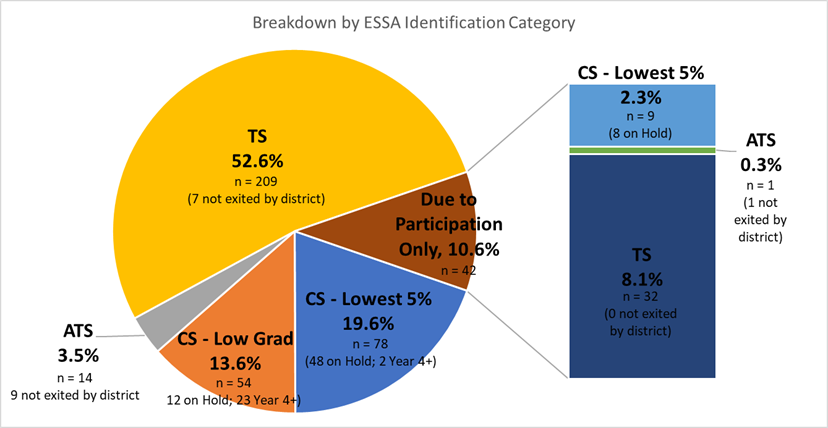 Breakdown by ESSA Identification Category
TS
52.6%
n = 209
(7 not exited by district)
Due to
Participation
Only, 10.6%
n = 42
CS - Lowest 5%
19.6%
n = 78
(48 on Hold; 2 Year 4+)
CS - Low Grad
13.6%
n = 54
12 on Hold; 23 Year 4+)
ATS
3.5%
n = 14
9 not exited by district
CS - Lowest 5%
2.3%
n = 9
(8 on Hold)
ATS
0.3%
n = 1
(1 not
exited by
district)
TS
8.1%
n = 32
(0 not exited
by district)